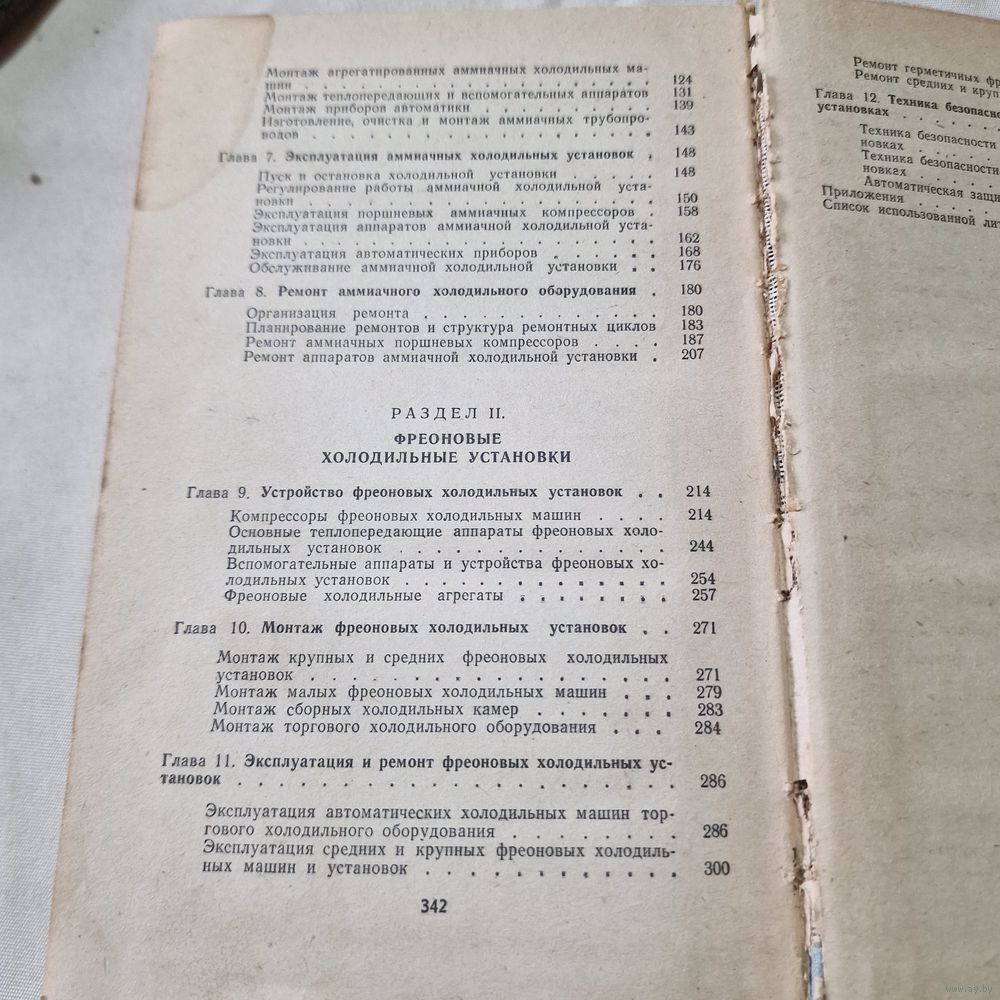 Монтаж агрегатированных аммиачных холодильных ма-
шин . . . . . . . . . . . . . . . . . 124
Монтаж теплопередающих и вспомогательных аппаратов 131
Монтаж приборов автоматики . . . . . . . . 139
Изготовление, очистка и монтаж аммиачных трубопро-
водов . . . . . . . . . . . . . . . . 143
Глава 7. Эксплуатация аммиачных холодильных установок . 148
Пуск и остановка холодильной установки . . . . . 148
Регулирование работы аммиачной холодильной уста-
новки . . . . . . . . . . . . . . . . 150
Эксплуатация поршневых аммиачных компрессоров . 158
Эксплуатация аппаратов аммиачной холодильной уста-
новки . . . . . . . . . . . . . . . . 162
Эксплуатация автоматических приборов . . . . . . 168
Обслуживание аммиачной холодильной установки . . 176
Глава 8. Ремонт аммиачного холодильного оборудования . 180
Организация ремонта . . . . . . . . . . . . 180
Планирование ремонтов и структура ремонтных циклов 183
Ремонт аммиачных поршневых компрессоров . . . . 187
Ремонт аппаратов аммиачной холодильной установки . 207
РАЗДЕЛ II.
ФРЕОНОВЫЕ
ХОЛОДИЛЬНЫЕ УСТАНОВКИ
Глава 9. Устройство фреоновых холодильных установок . . 214
Компрессоры фреоновых холодильных машин . . . . 214
Основные теплопередающие аппараты фреоновых холо-
дильных установок . . . . . . . . . . . . . 244
Вспомогательные аппараты и устройства фреоновых хо-
лодильных установок . . . . . . . . . . . . 254
Фреоновые холодильные агрегаты . . . . . . . . 257
Глава 10. Монтаж фреоновых холодильных установок . . 271
Монтаж крупных и средних фреоновых холодильных
установок . . . . . . . . . . . . . . . . 271
Монтаж малых фреоновых холодильных машин . . . 279
Монтаж сборных холодильных камер . . . . . . 283
Монтаж торгового холодильного оборудования . . . 284
Глава 11. Эксплуатация и ремонт фреоновых холодильных ус-
тановок . . . . . . . . . . . . . . . . . . 286
Эксплуатация автоматических холодильных машин тор-
гового холодильного оборудования . . . . . . . . 286
Эксплуатация средних и крупных фреоновых холодиль-
ных машин и установок . . . . . . . . . . . 300
342
Ремонт герметичных фр
Ремонт средних и круп
Глава 12. Техника безопасно
установках . . . . . . .
Техника безопасности
новках . . . . .
Техника безопасности
новках . . . . .
Автоматическая защи
Приложения . . . . . . .
Список использованной лит
www.ay.by